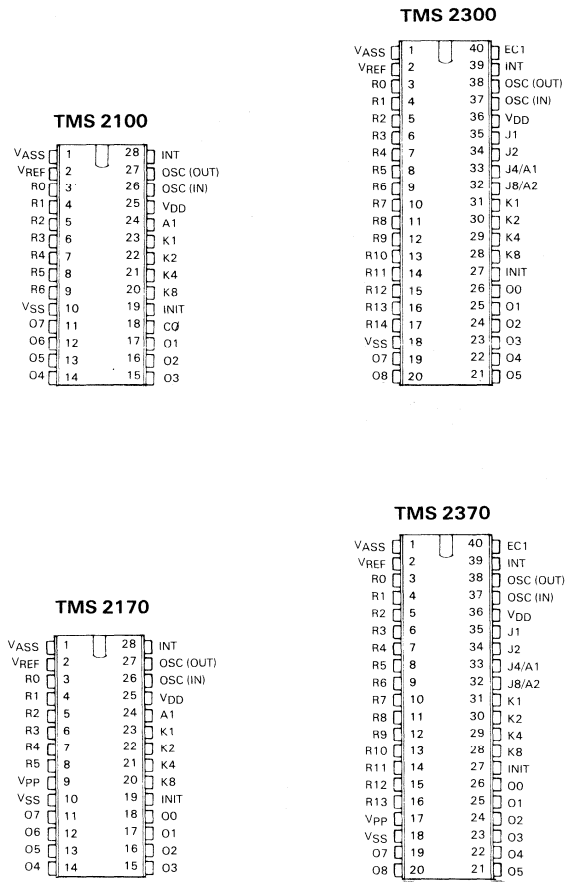 TMS 2300
VASS 1 40 EC1
VREF 2 39 INT
R0 3 38 OSC (OUT)
R1 4 37 OSC (IN)
R2 5 36 VDD
R3 6 35 J1
R4 7 34 J2
R5 8 33 J4/A1
R6 9 32 J8/A2
R7 10 31 K1
R8 11 30 K2
R9 12 29 K4
R10 13 28 K8
R11 14 27 INIT
R12 15 26 O0
R13 16 25 O1
R14 17 24 O2
VSS 18 23 O3
O7 19 22 O4
O8 20 21 O5
TMS 2100
VASS 1 28 INT
VREF 2 27 OSC (OUT)
R0 3 26 OSC (IN)
R1 4 25 VDD
R2 5 24 A1
R3 6 23 K1
R4 7 22 K2
R5 8 21 K4
R6 9 20 K8
VSS 10 19 INIT
O7 11 18
O6 12 17 O1
O5 13 16 O2
O4 14 15 O3
TMS 2370
VASS 1 40 EC1
VREF 2 39 INT
R0 3 38 OSC (OUT)
R1 4 37 OSC (IN)
R2 5 36 VDD
R3 6 35 J1
R4 7 34 J2
R5 8 33 J4/A1
R6 9 32 J8/A2
R7 10 31 K1
R8 11 30 K2
R9 12 29 K4
R10 13 28 K8
R11 14 27 INIT
R12 15 26 O0
R13 16 25 O1
VPP 17 24 O2
VSS 18 23 O3
O7 19 22 O4
O8 20 21 O5
TMS 2170
VASS 1 28 INT
VREF 2 27 OSC (OUT)
R0 3 26 OSC (IN)
R1 4 25 VDD
R2 5 24 A1
R3 6 23 K1
R4 7 22 K2
R5 8 21 K4
VPP 9 20 K8
VSS 10 19 INIT
O7 11 18 O0
O6 12 17 O1
O5 13 16 O2
O4 14 15 O3